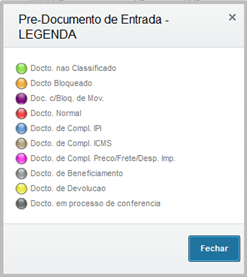 Pre-Documento de Entrada -
LEGENDA
×
Docto. nao Classificado
Docto Bloqueado
Doc. c/Bloq. de Mov.
Docto. Normal
Docto. de Compl. IPI
Docto. de Compl. ICMS
Docto. de Compl. Preco/Frete/Desp. Imp.
Docto. de Beneficiamento
Docto. de Devolucao
Docto. em processo de conferencia
Fechar